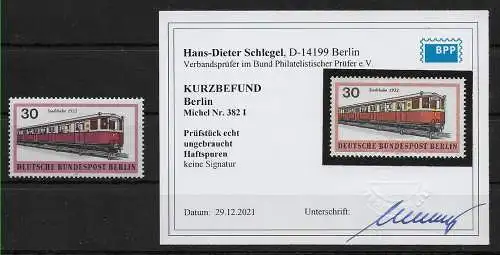 30
Stadtbahn 1932
DEUTSCHE BUNDESPOST BERLIN
Hans-Dieter Schlegel, D-14199 Berlin
Verbandsprüfer im Bund Philatelistischer Prüfer e.V.
BPP
KURZBEFUND
Berlin
Michel Nr. 382 I
Prüfstück echt
ungebraucht
Haftspuren
keine Signatur
30
Stadtbahn 1932
DEUTSCHE BUNDESPOST BERLIN
Datum: 29.12.2021
Unterschrift: